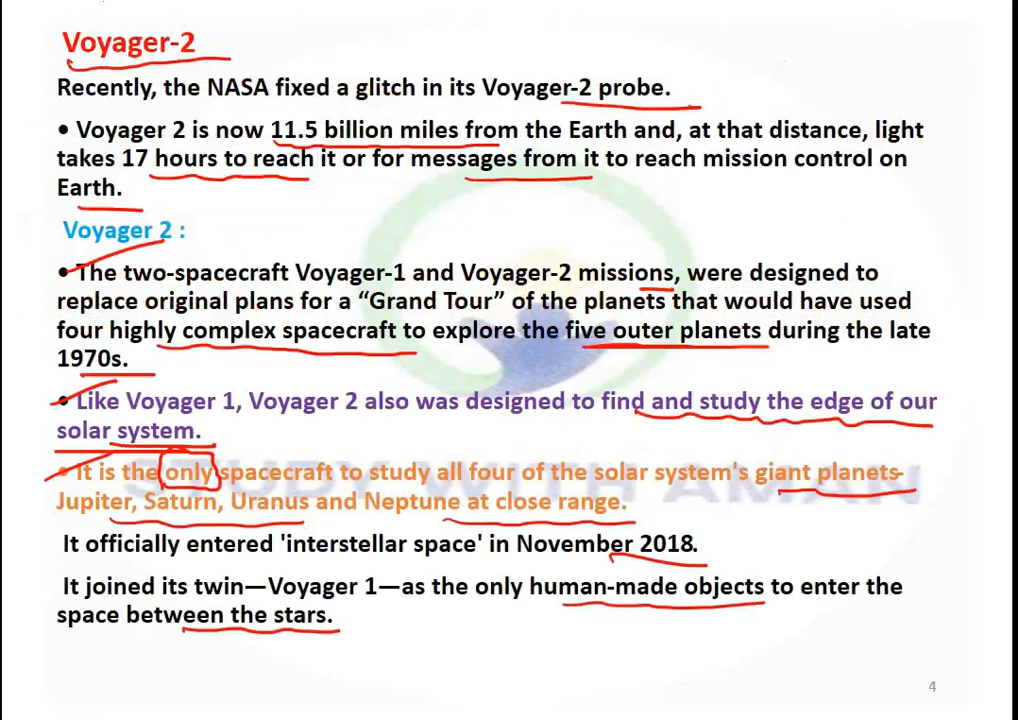 Voyager-2
Recently, the NASA fixed a glitch in its Voyager-2 probe.
• Voyager 2 is now 11.5 billion miles from the Earth and, at that distance, light
takes 17 hours to reach it or for messages from it to reach mission control on
Earth.
Voyager 2 :
• The two-spacecraft Voyager-1 and Voyager-2 missions, were designed to
replace original plans for a “Grand Tour” of the planets that would have used
four highly complex spacecraft to explore the five outer planets during the late
1970s.
• Like Voyager 1, Voyager 2 also was designed to find and study the edge of our
solar system.
• It is the only spacecraft to study all four of the solar system's giant planets-
Jupiter, Saturn, Uranus and Neptune at close range.
STUDY WITH AMAN
It officially entered 'interstellar space' in November 2018.
It joined its twin—Voyager 1—as the only human-made objects to enter the
space between the stars.
4